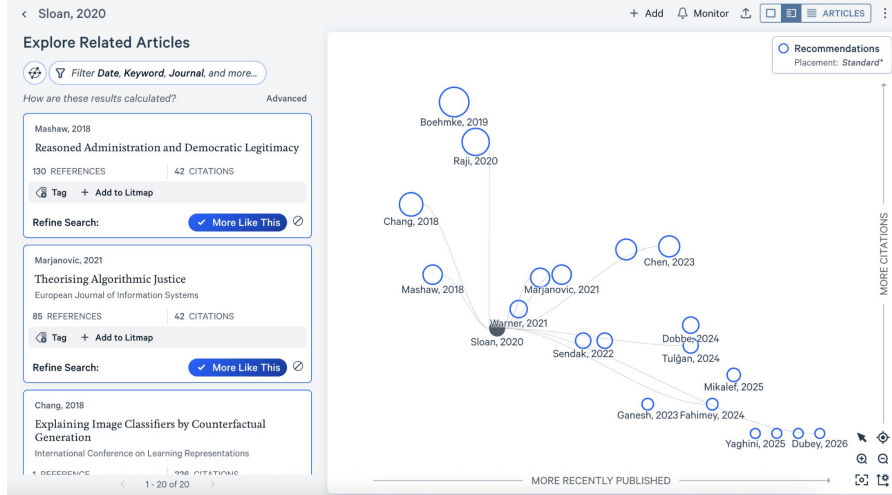 Sloan, 2020
+ Add
Monitor
ARTICLES
Explore Related Articles
Filter Date, Keyword, Journal, and more...
How are these results calculated?
Advanced
Mashaw, 2018
Reasoned Administration and Democratic Legitimacy
130 REFERENCES
42 CITATIONS
Tag
+ Add to Litmap
Refine Search:
More Like This
Marjanovic, 2021
Theorising Algorithmic Justice
European Journal of Information Systems
85 REFERENCES
42 CITATIONS
Tag
+ Add to Litmap
Refine Search:
More Like This
Chang, 2018
Explaining Image Classifiers by Counterfactual
Generation
International Conference on Learning Representations
1 REFERENCE
226 CITATIONS
1 - 20 of 20
Recommendations
Placement: Standard*
Boehmke, 2019
Raji, 2020
Chang, 2018
Chen, 2023
Mashaw, 2018
Marjanovic, 2021
Warner, 2021
Sloan, 2020
Sendak, 2022
Dobbe, 2024
Tulğan, 2024
Mikalef, 2025
Ganesh, 2023
Fahimey, 2024
Yaghini, 2025
Dubey, 2026
MORE CITATIONS
MORE RECENTLY PUBLISHED